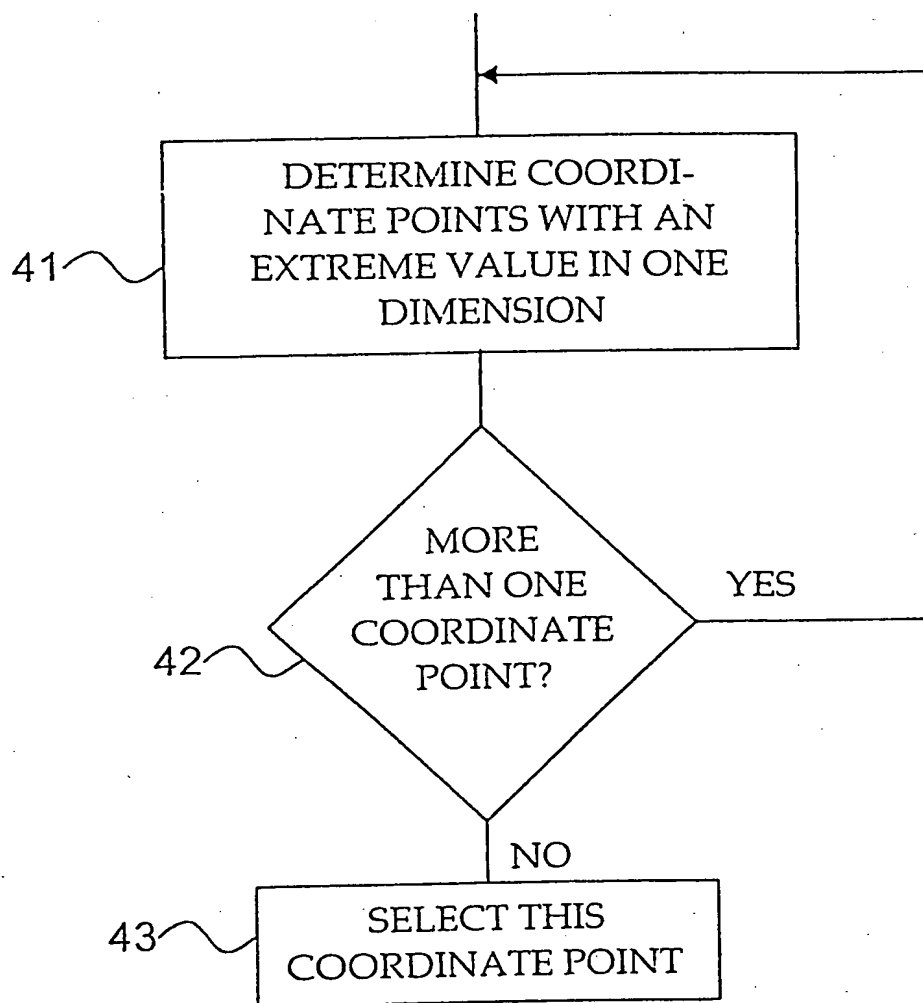 DETERMINE COORDI-
NATE POINTS WITH AN
EXTREME VALUE IN ONE
DIMENSION
41
MORE
THAN ONE
COORDINATE
POINT?
YES
42
NO
SELECT THIS
COORDINATE POINT
43